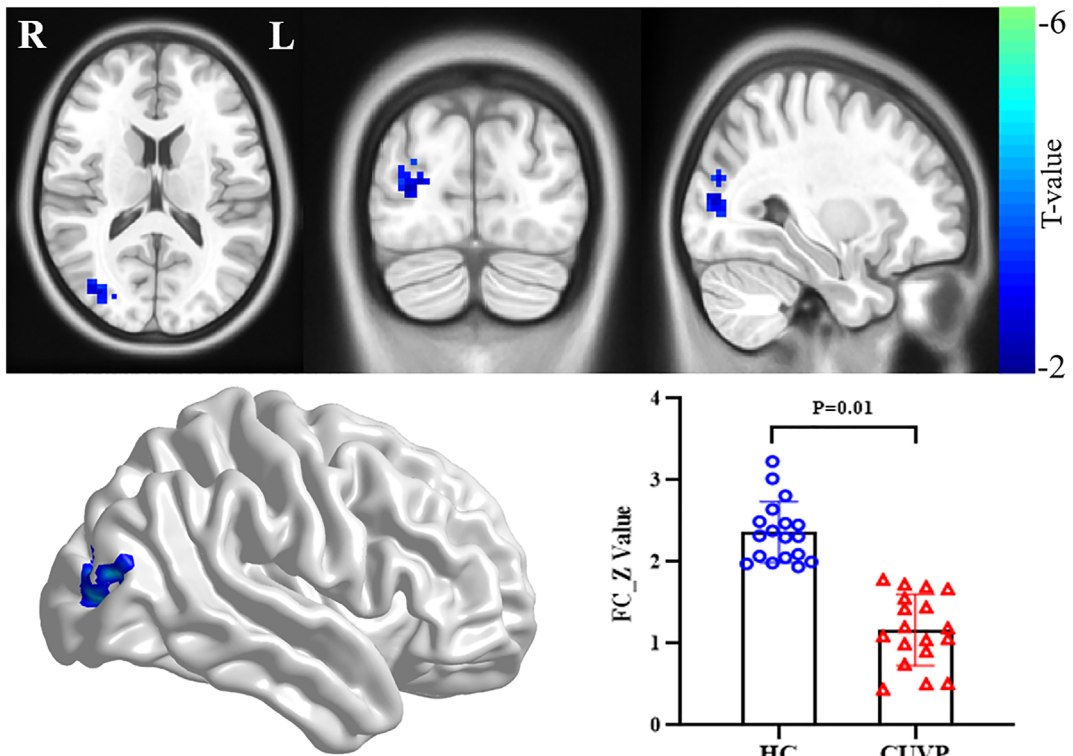 R L
-6
T-value
-2
P=0.01
4
3
2
1
0
FC_Z Value
HC CUVP